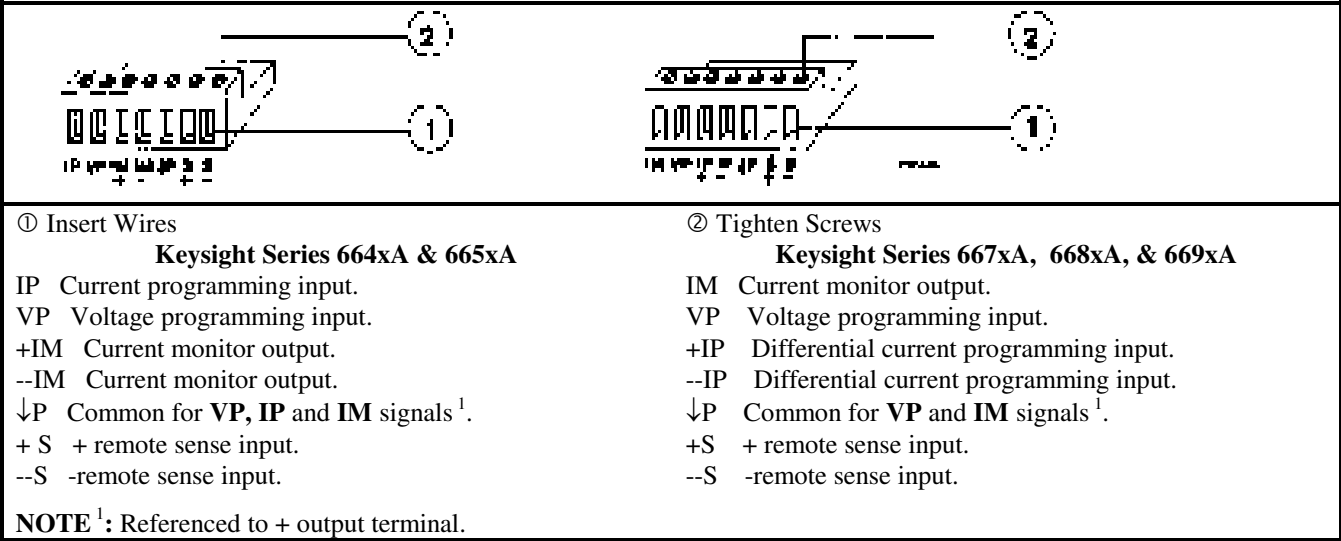 2
2
1
1
① Insert Wires
② Tighten Screws
Keysight Series 664xA & 665xA
Keysight Series 667xA, 668xA, & 669xA
IP Current programming input.
VP Voltage programming input.
+IM Current monitor output.
--IM Current monitor output.
↓P Common for VP, IP and IM signals ¹.
+ S + remote sense input.
--S -remote sense input.
IM Current monitor output.
VP Voltage programming input.
+IP Differential current programming input.
--IP Differential current programming input.
↓P Common for VP and IM signals ¹.
+S + remote sense input.
--S -remote sense input.
NOTE ¹: Referenced to + output terminal.